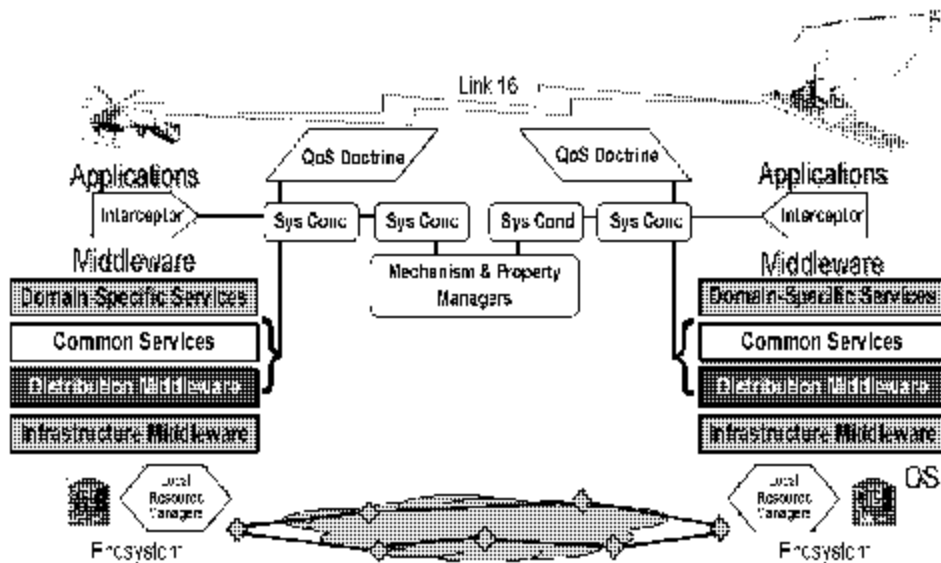 Link 16
QoS Doctrine
QoS Doctrine
Applications
Applications
Interceptor
Sys Cond
Sys Cond
Sys Cond
Sys Cond
Interceptor
Middleware
Middleware
Mechanism & Property
Managers
Domain-Specific Services
Domain-Specific Services
Common Services
Common Services
Distribution Middleware
Distribution Middleware
Infrastructure Middleware
Infrastructure Middleware
Local
Resource
Managers
Local
Resource
Managers